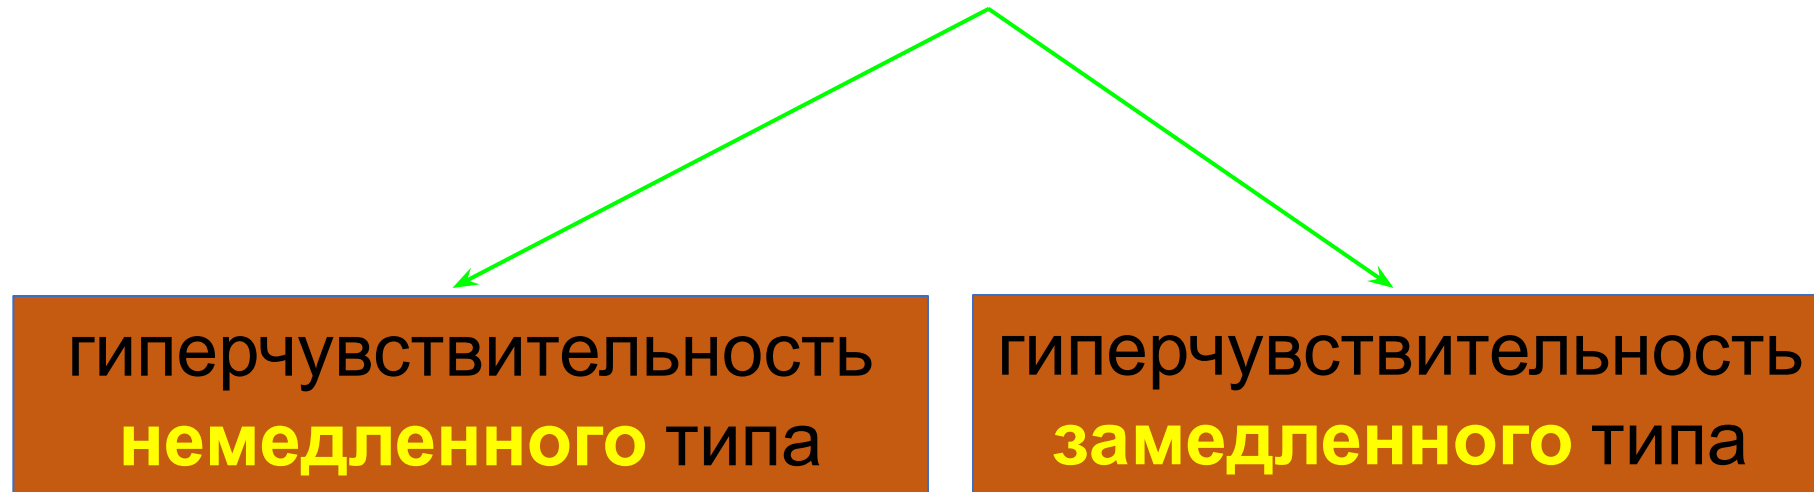 гиперчувствительность
немедленного типа
гиперчувствительность
замедленного типа